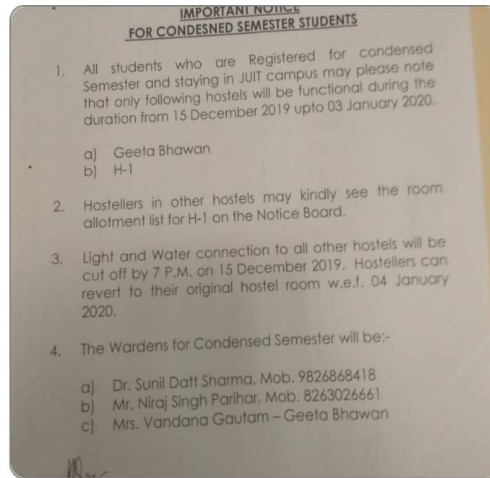 IMPORTANT NOTICE
FOR CONDESNED SEMESTER STUDENTS
1. All students who are Registered for condensed
Semester and staying in JUIT campus may please note
that only following hostels will be functional during the
duration from 15 December 2019 upto 03 January 2020.
a) Geeta Bhawan
b) H-1
2. Hostellers in other hostels may kindly see the room
allotment list for H-1 on the Notice Board.
3. Light and Water connection to all other hostels will be
cut off by 7 P.M. on 15 December 2019. Hostellers can
revert to their original hostel room w.e.f. 04 January
2020.
4. The Wardens for Condensed Semester will be:-
a) Dr. Sunil Datt Sharma, Mob. 9826868418
b) Mr. Niraj Singh Parihar, Mob. 8263026661
c) Mrs. Vandana Gautam – Geeta Bhawan